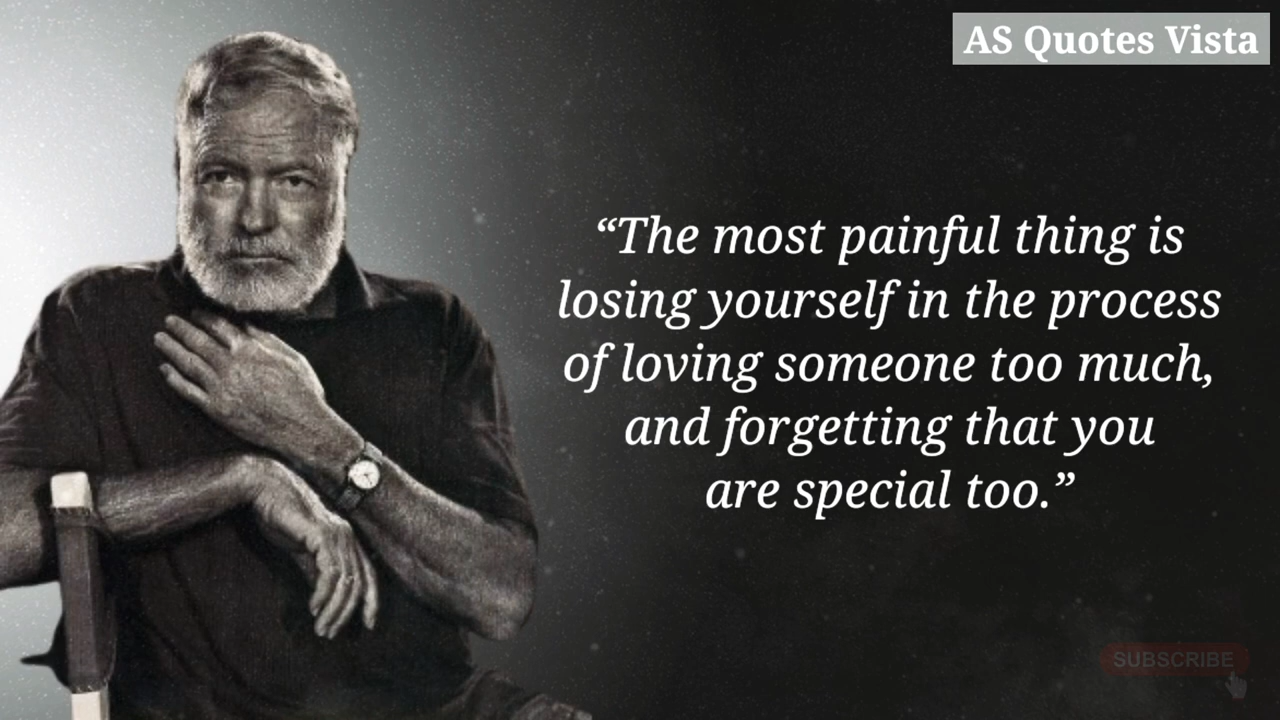 AS Quotes Vista
“The most painful thing is
losing yourself in the process
of loving someone too much,
and forgetting that you
are special too.”
SUBSCRIBE